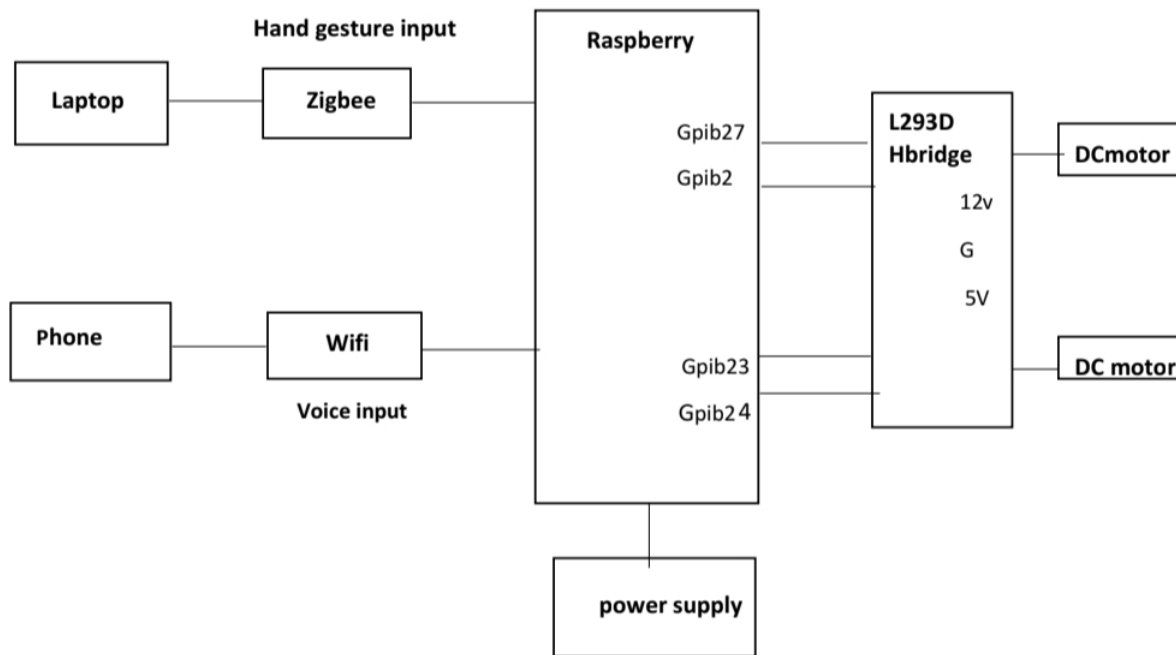 Hand gesture input
Laptop
Zigbee
Raspberry
Gpib27
Gpib2
L293D
Hbridge
12v
G
5V
DCmotor
Phone
Wifi
Voice input
Gpib23
Gpib24
DC motor
power supply